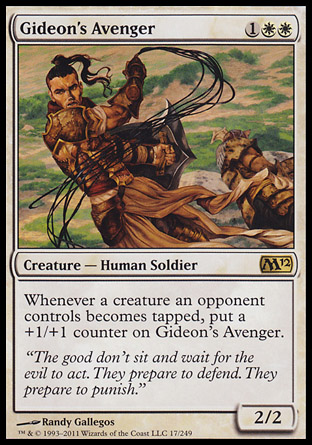 Gideon's Avenger 1
Creature — Human Soldier M12
Whenever a creature an opponent
controls becomes tapped, put a
+1/+1 counter on Gideon's Avenger.
"The good don't sit and wait for the
evil to act. They prepare to defend. They
prepare to punish."
Randy Gallegos
™ & © 1993–2011 Wizards of the Coast LLC 17/249
2/2